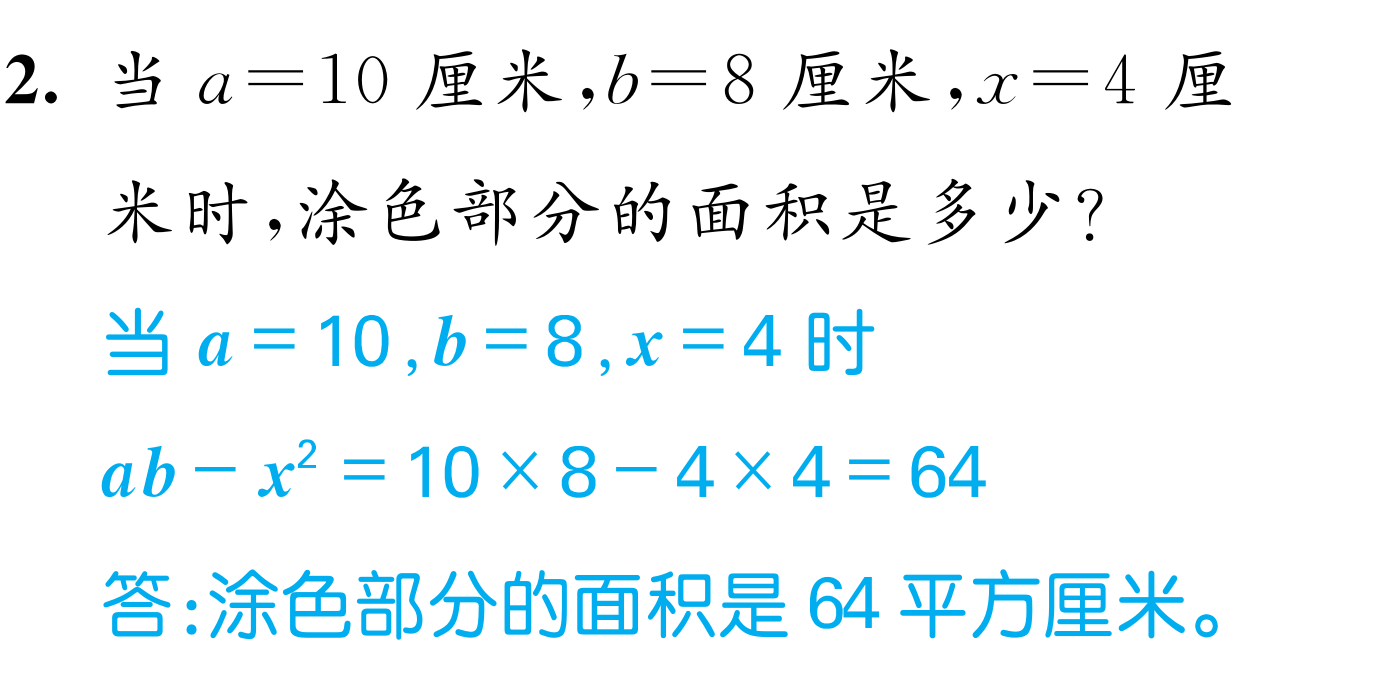 2. 当 a=10 厘米,b=8 厘米,x=4 厘
米时,涂色部分的面积是多少?
当 a=10,b=8,x=4 时
ab-x²=10×8-4×4=64
答:涂色部分的面积是 64 平方厘米。